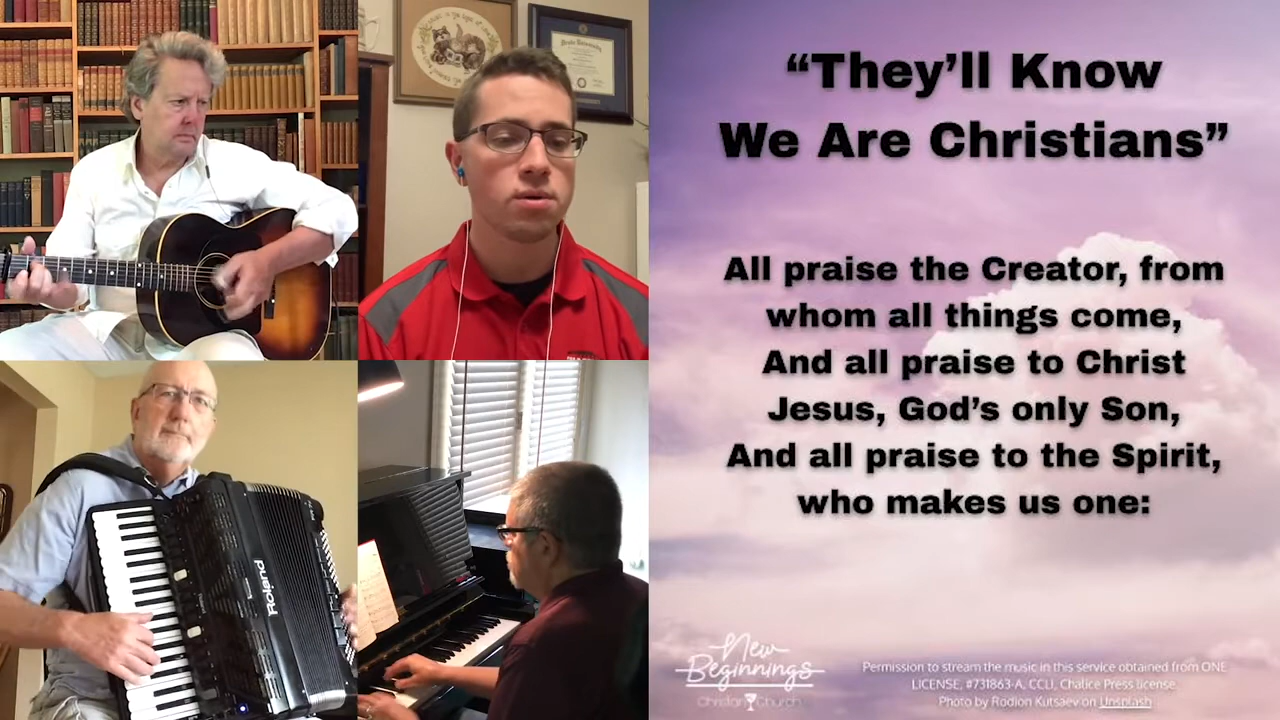 “They’ll Know
We Are Christians”
All praise the Creator, from
whom all things come,
And all praise to Christ
Jesus, God’s only Son,
And all praise to the Spirit,
who makes us one:
New
Beginnings
Christian Church
Permission to stream the music in this service obtained from ONE
LICENSE, #731863-A, CCLI, Chalice Press license
Photo by Rodion Kutsaev on Unsplash
Roland